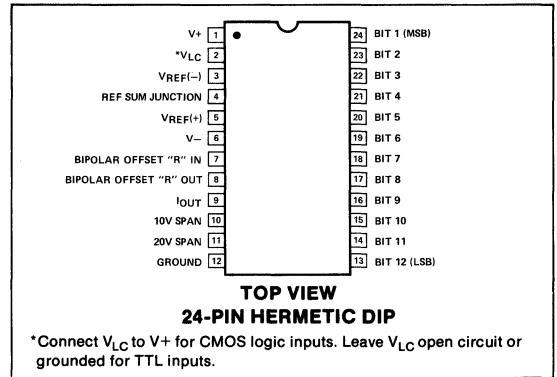 V+ 1 24 BIT 1 (MSB)
*VLC 2 23 BIT 2
VREF(−) 3 22 BIT 3
REF SUM JUNCTION 4 21 BIT 4
VREF(+) 5 20 BIT 5
V− 6 19 BIT 6
BIPOLAR OFFSET "R" IN 7 18 BIT 7
BIPOLAR OFFSET "R" OUT 8 17 BIT 8
IOUT 9 16 BIT 9
10V SPAN 10 15 BIT 10
20V SPAN 11 14 BIT 11
GROUND 12 13 BIT 12 (LSB)
TOP VIEW
24-PIN HERMETIC DIP
*Connect VLC to V+ for CMOS logic inputs. Leave VLC open circuit or
grounded for TTL inputs.